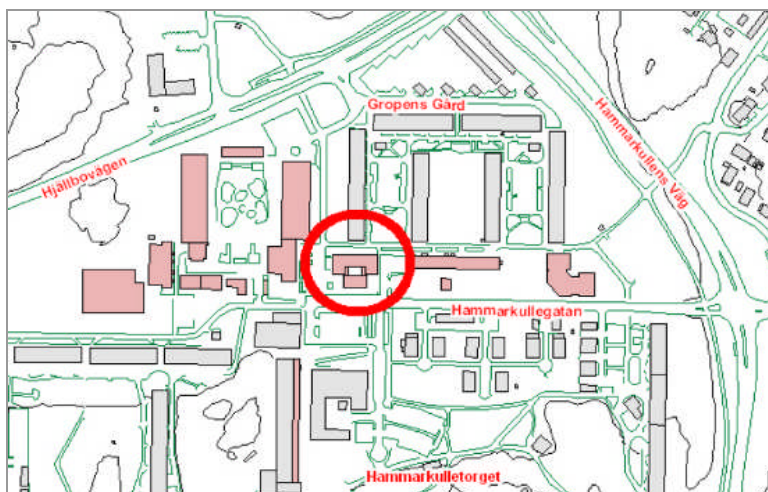 Gropens Gård
Hammarkullens Väg
Hjällbovägen
Hammarkullegatan
Hammarkulletorget